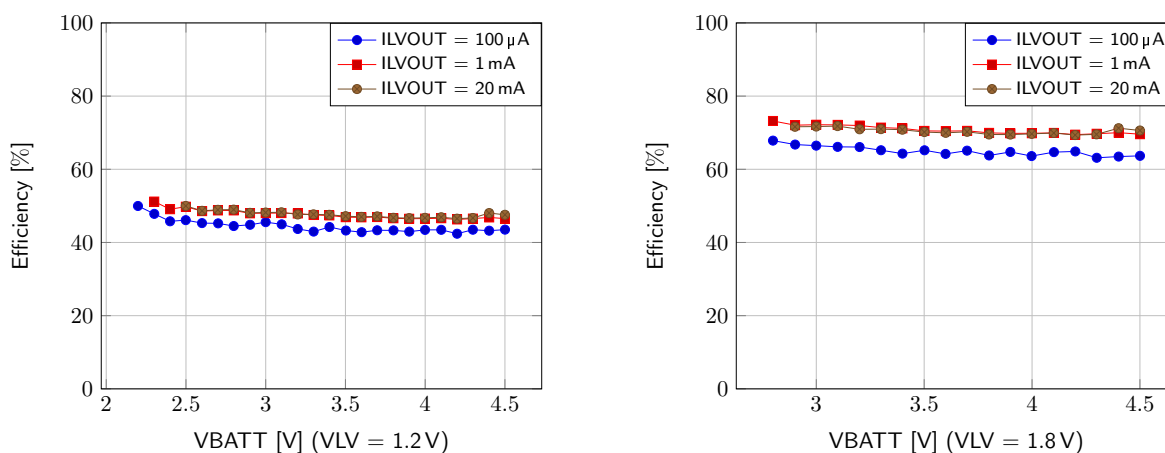 100
80
60
40
20
0
Efficiency [%]
ILVOUT = 100 µA
ILVOUT = 1 mA
ILVOUT = 20 mA
2 2.5 3 3.5 4 4.5
VBATT [V] (VLV = 1.2 V)
100
80
60
40
20
0
Efficiency [%]
ILVOUT = 100 µA
ILVOUT = 1 mA
ILVOUT = 20 mA
3 3.5 4 4.5
VBATT [V] (VLV = 1.8 V)